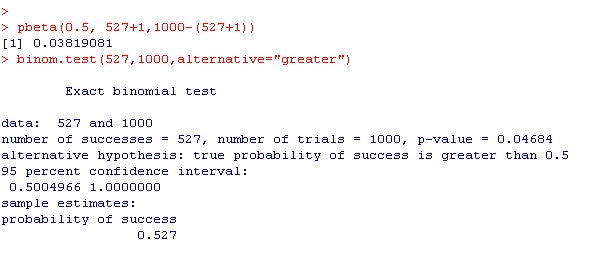 >
> pbeta(0.5, 527+1,1000-(527+1))
[1] 0.03819081
> binom.test(527,1000,alternative="greater")
Exact binomial test
data:  527 and 1000
number of successes = 527, number of trials = 1000, p-value = 0.04684
alternative hypothesis: true probability of success is greater than 0.5
95 percent confidence interval:
0.5004966 1.0000000
sample estimates:
probability of success
0.527